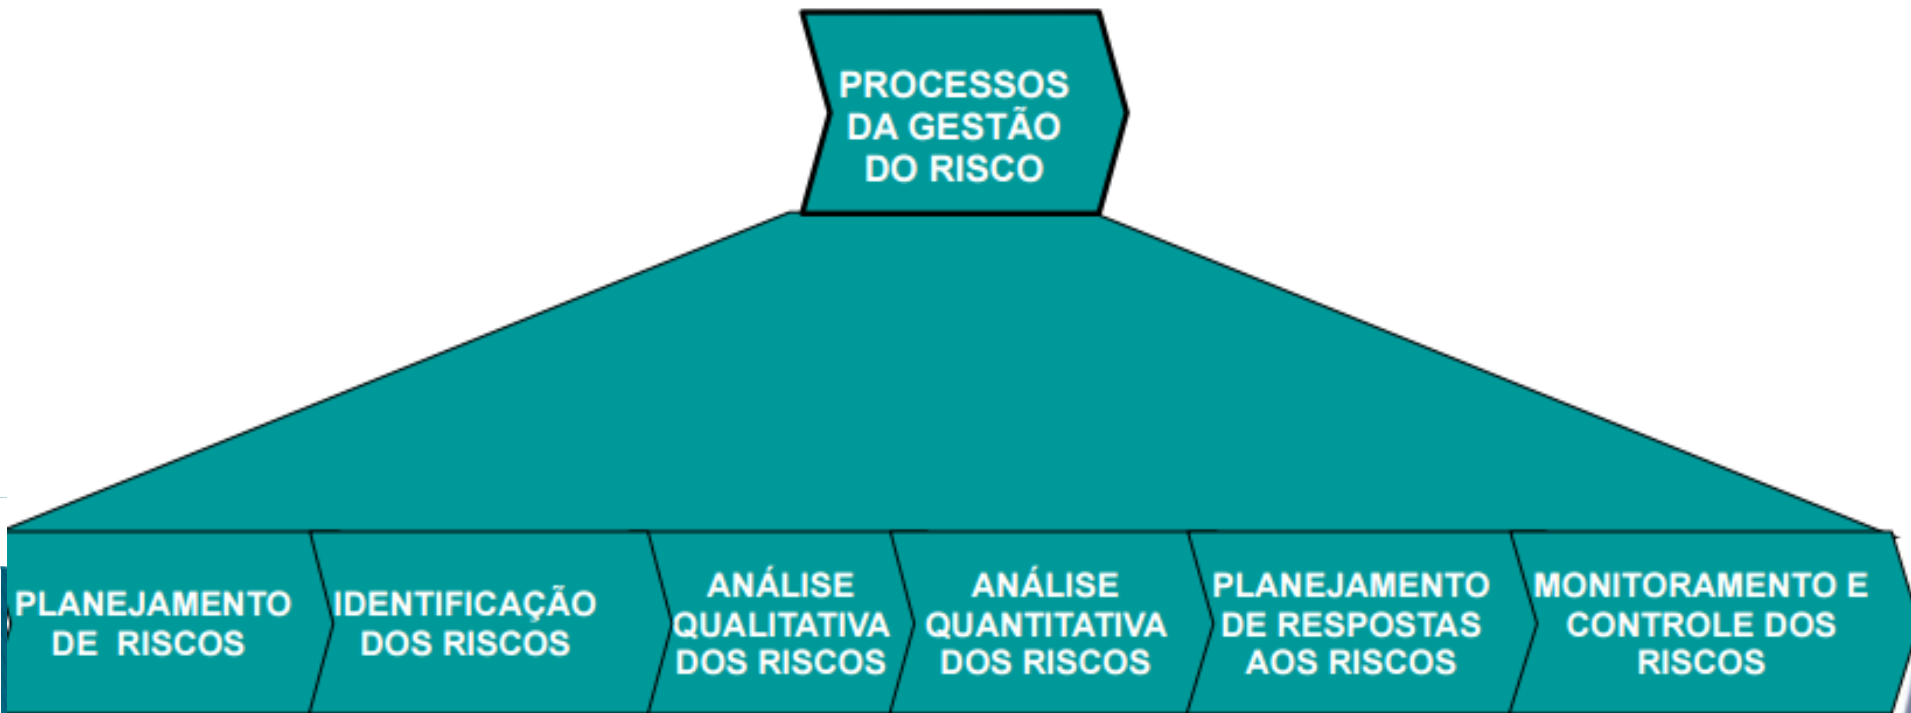 PROCESSOS
DA GESTÃO
DO RISCO
PLANEJAMENTO
DE RISCOS
IDENTIFICAÇÃO
DOS RISCOS
ANÁLISE
QUALITATIVA
DOS RISCOS
ANÁLISE
QUANTITATIVA
DOS RISCOS
PLANEJAMENTO
DE RESPOSTAS
AOS RISCOS
MONITORAMENTO E
CONTROLE DOS
RISCOS